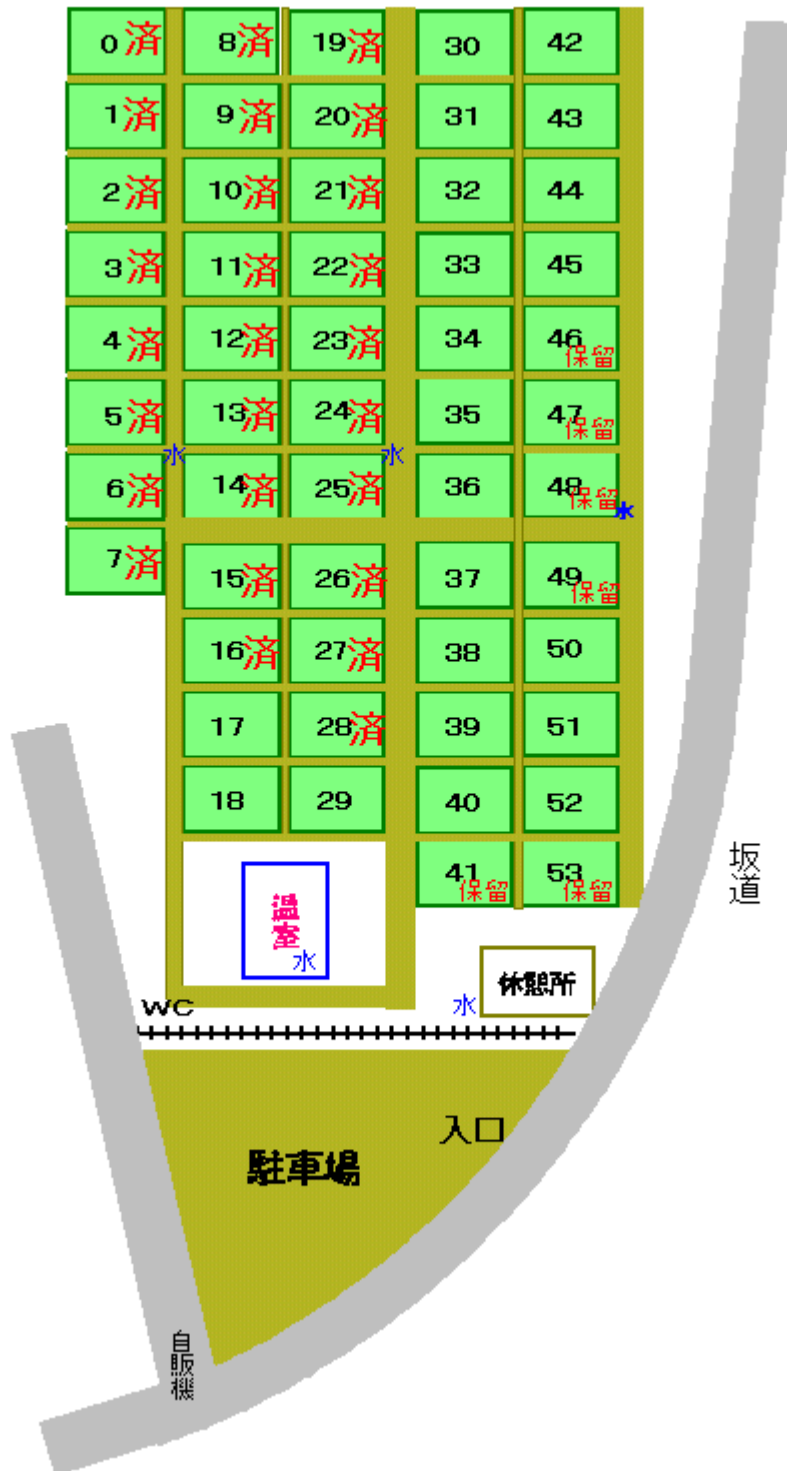 0済 8済 19済 30 42
1済 9済 20済 31 43
2済 10済 21済 32 44
3済 11済 22済 33 45
4済 12済 23済 34 46保留
5済 13済 24済 35 47保留
水 水
6済 14済 25済 36 48保留
水
7済 15済 26済 37 49保留
16済 27済 38 50
17 28済 39 51
18 29 40 52
41保留 53保留
坂道
温室
水
休憩所
WC 水
入口
駐車場
自販機